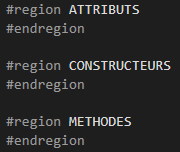 #region ATTRIBUTS
#endregion
#region CONSTRUCTEURS
#endregion
#region METHODES
#endregion